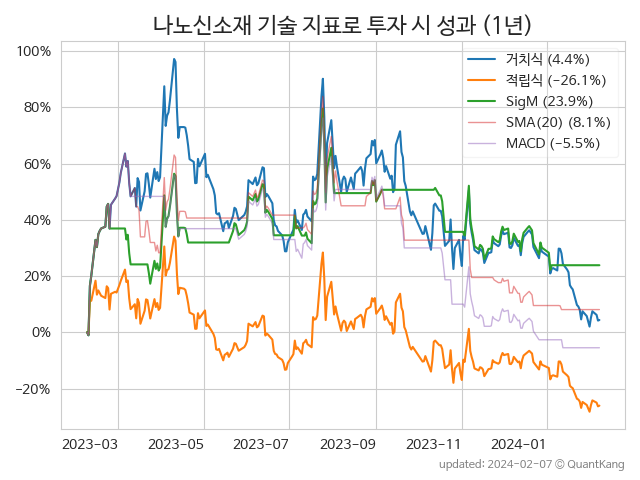 나노신소재 기술 지표로 투자 시 성과 (1년)
100%
80%
60%
40%
20%
0%
−20%
거치식 (4.4%)
적립식 (−26.1%)
SigM (23.9%)
SMA(20) (8.1%)
MACD (−5.5%)
2023-03
2023-05
2023-07
2023-09
2023-11
2024-01
updated: 2024-02-07 © QuantKang